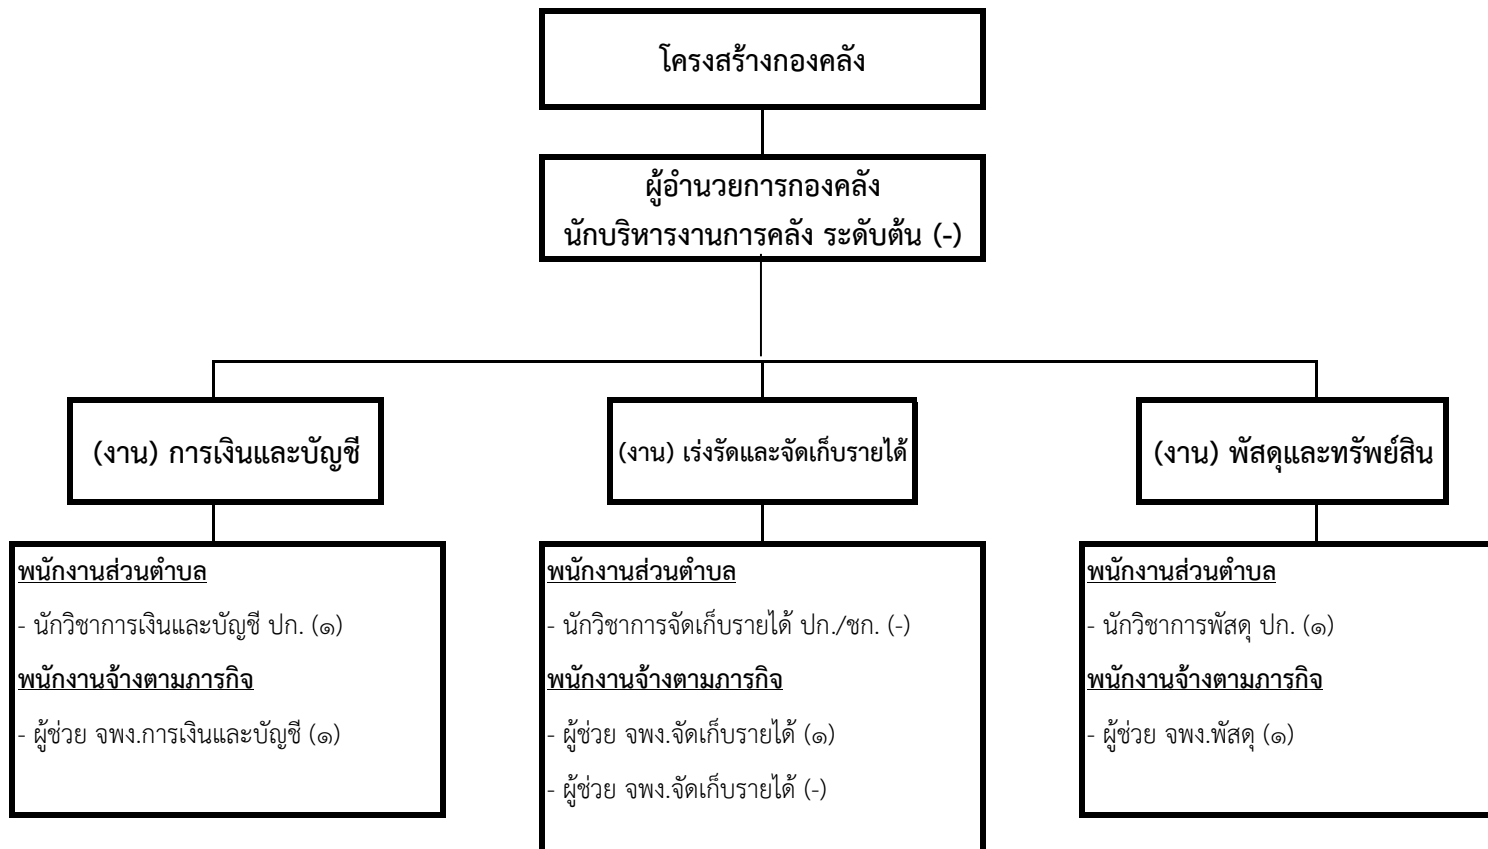 โครงสร้างกองคลัง
ผู้อำนวยการกองคลัง
นักบริหารงานการคลัง ระดับต้น (-)
(งาน) การเงินและบัญชี
(งาน) เร่งรัดและจัดเก็บรายได้
(งาน) พัสดุและทรัพย์สิน
พนักงานส่วนตำบล
- นักวิชาการเงินและบัญชี ปก. (๑)
พนักงานจ้างตามภารกิจ
- ผู้ช่วย จพง.การเงินและบัญชี (๑)
พนักงานส่วนตำบล
- นักวิชาการจัดเก็บรายได้ ปก./ชก. (-)
พนักงานจ้างตามภารกิจ
- ผู้ช่วย จพง.จัดเก็บรายได้ (๑)
- ผู้ช่วย จพง.จัดเก็บรายได้ (-)
พนักงานส่วนตำบล
- นักวิชาการพัสดุ ปก. (๑)
พนักงานจ้างตามภารกิจ
- ผู้ช่วย จพง.พัสดุ (๑)